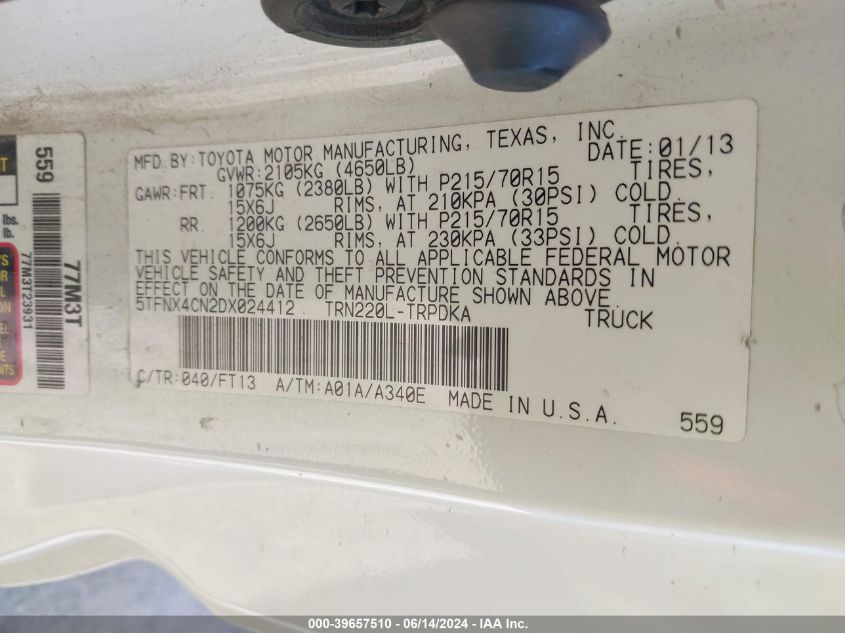 MFD.BY:TOYOTA MOTOR MANUFACTURING, TEXAS, INC.
GVWR:2105KG (4650LB) DATE:01/13
GAWR:FRT. 1075KG (2380LB) WITH P215/70R15 TIRES,
15X6J RIMS, AT 210KPA (30PSI) COLD.
RR. 1200KG (2650LB) WITH P215/70R15 TIRES,
15X6J RIMS, AT 230KPA (33PSI) COLD.
THIS VEHICLE CONFORMS TO ALL APPLICABLE FEDERAL MOTOR
VEHICLE SAFETY AND THEFT PREVENTION STANDARDS IN
EFFECT ON THE DATE OF MANUFACTURE SHOWN ABOVE.
5TFNX4CN2DX024412 TRN220L-TRPDKA TRUCK
C/TR:040/FT13 A/TM:A01A/A340E MADE IN U.S.A.
559
559
77M3T23931
77M3T
lbs.
lb.
000-39657510 - 06/14/2024 - IAA Inc.